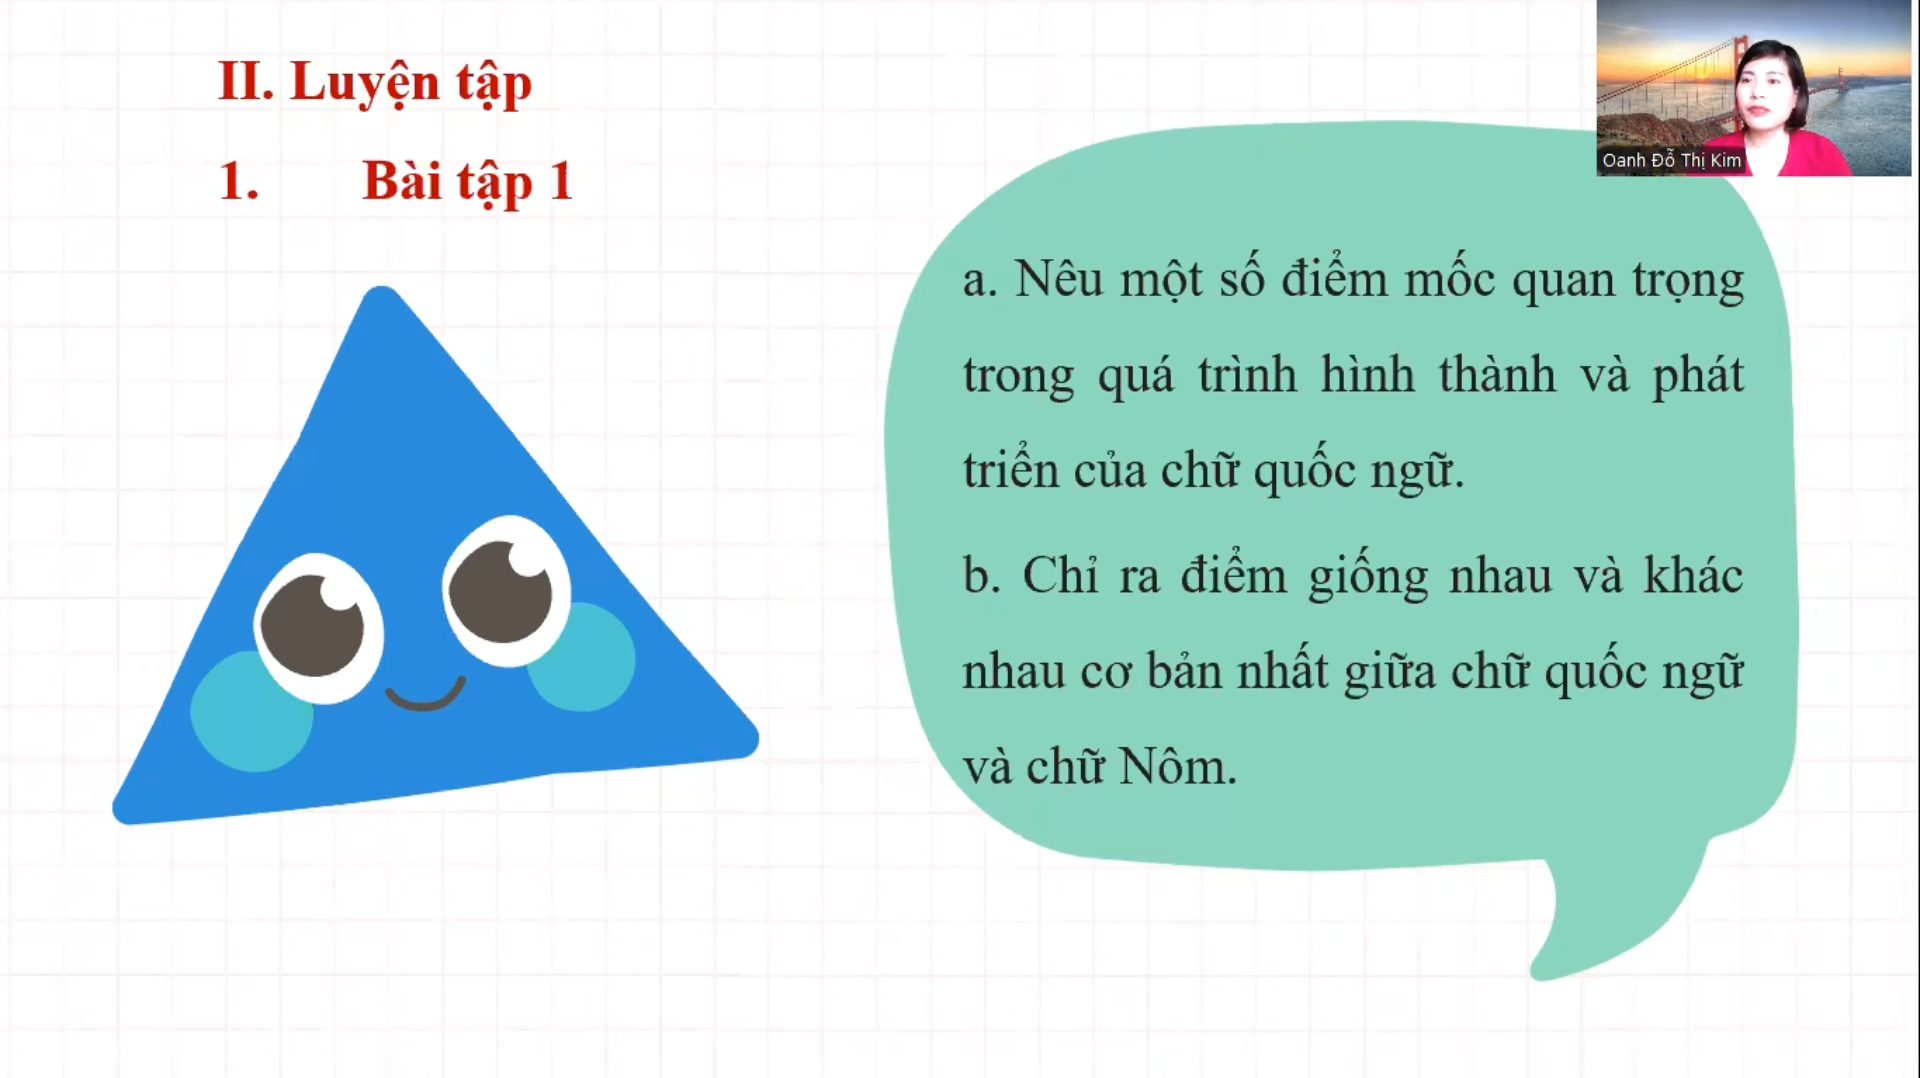 II. Luyện tập
1. Bài tập 1
Oanh Đỗ Thị Kim
a. Nêu một số điểm mốc quan trọng
trong quá trình hình thành và phát
triển của chữ quốc ngữ.
b. Chỉ ra điểm giống nhau và khác
nhau cơ bản nhất giữa chữ quốc ngữ
và chữ Nôm.